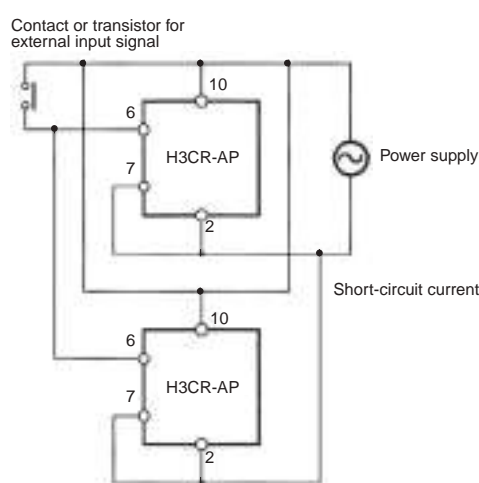 Contact or transistor for
external input signal
10
6
H3CR-AP
7
2
Power supply
Short-circuit current
10
6
H3CR-AP
7
2